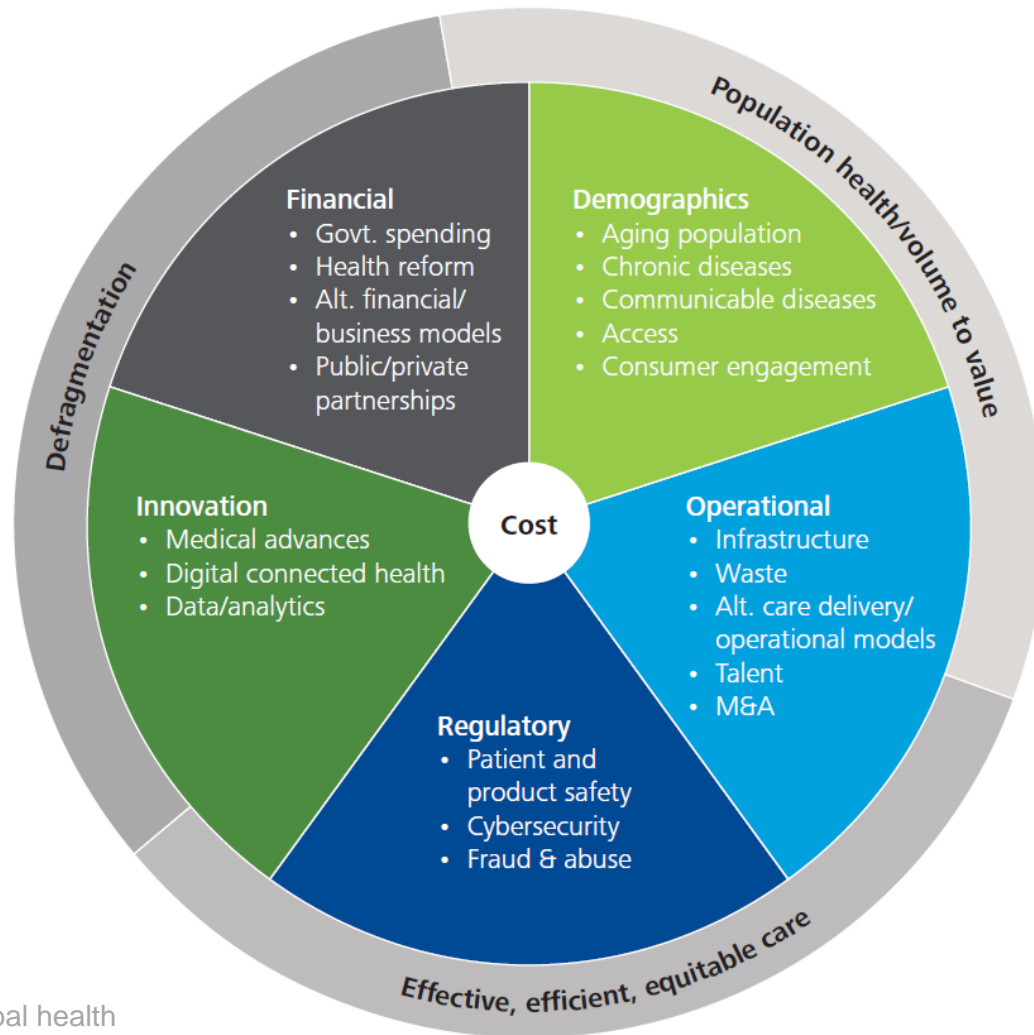 Population health/volume to value
Defragmentation
Financial
• Govt. spending
• Health reform
• Alt. financial/
business models
• Public/private
partnerships
Demographics
• Aging population
• Chronic diseases
• Communicable diseases
• Access
• Consumer engagement
Innovation
• Medical advances
• Digital connected health
• Data/analytics
Cost
Operational
• Infrastructure
• Waste
• Alt. care delivery/
operational models
• Talent
• M&A
Regulatory
• Patient and
product safety
• Cybersecurity
• Fraud & abuse
Effective, efficient, equitable care
health